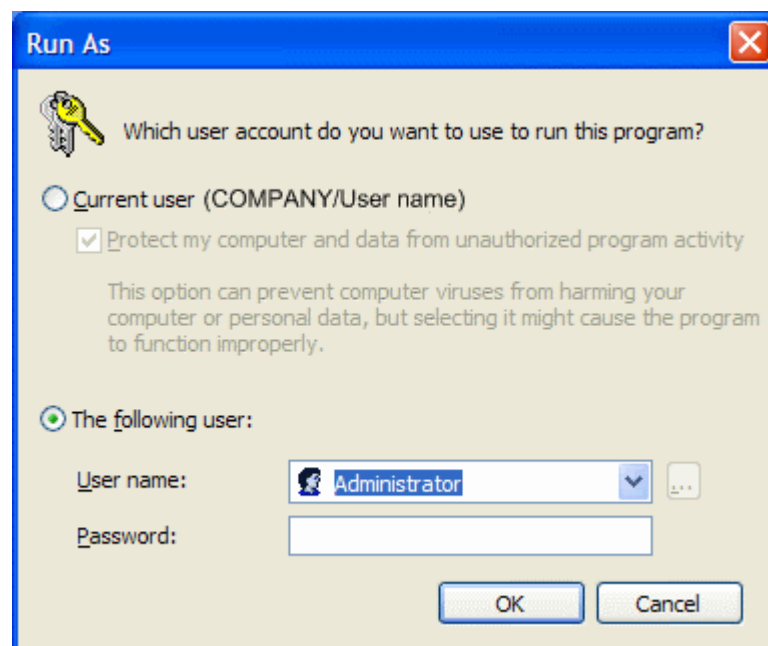 Run As
Which user account do you want to use to run this program?
Current user (COMPANY/User name)
Protect my computer and data from unauthorized program activity
This option can prevent computer viruses from harming your
computer or personal data, but selecting it might cause the program
to function improperly.
The following user:
User name:
Administrator
...
Password:
OK
Cancel